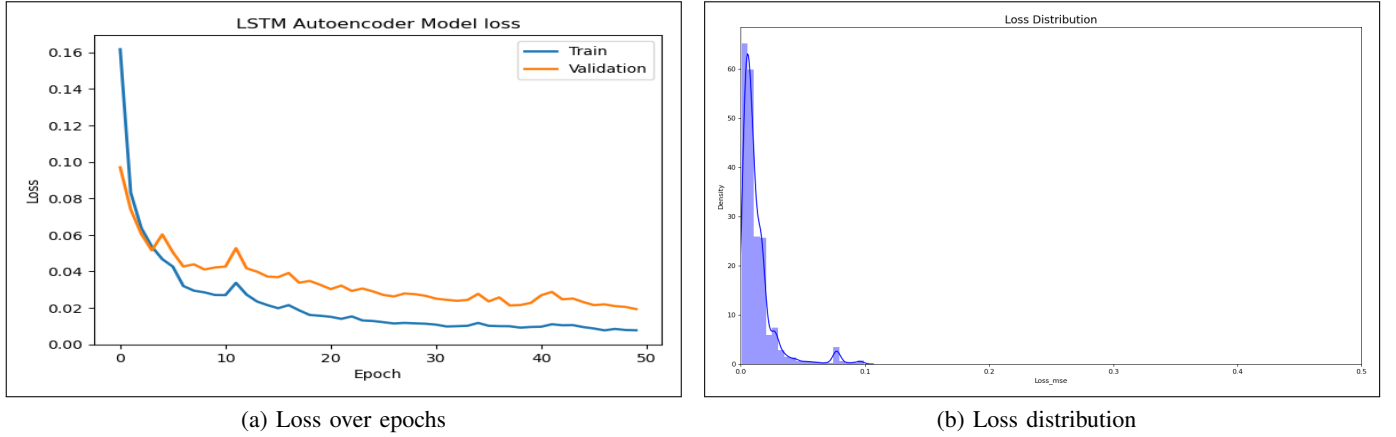 LSTM Autoencoder Model loss
Train
Validation
0.16
0.14
0.12
0.10
0.08
0.06
0.04
0.02
0.00
Loss
0 10 20 30 40 50
Epoch
(a) Loss over epochs
Loss Distribution
60
50
40
30
20
10
0
Density
0.0 0.1 0.2 0.3 0.4 0.5
Loss_mse
(b) Loss distribution